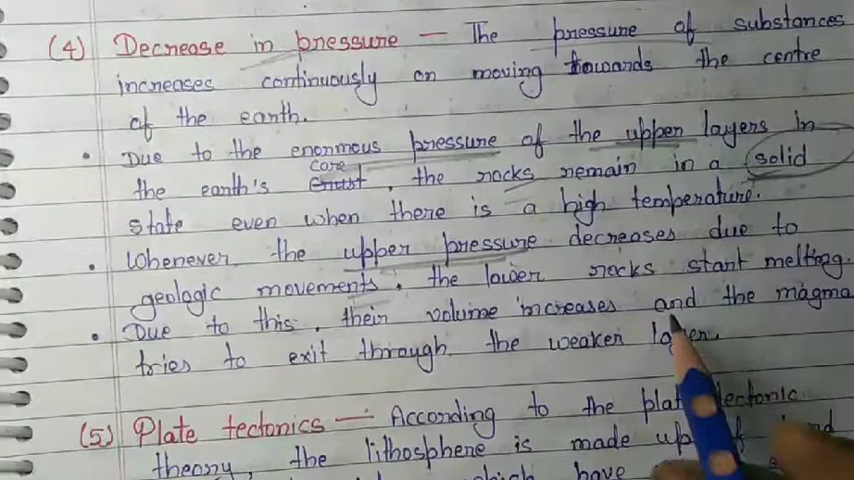 (4) Decrease in pressure — The pressure of substances
increases continuously on moving towards the centre
of the earth.
• Due to the enormous pressure of the upper layers in
core
the earth's crust, the rocks remain in a solid
state even when there is a high temperature.
• Whenever the upper pressure decreases due to
geologic movements, the lower rocks start melting.
• Due to this, their volume increases and the magma
tries to exit through the weaker layer.
(5) Plate tectonics —: According to the plate tectonic
theory, the lithosphere is made up
which have